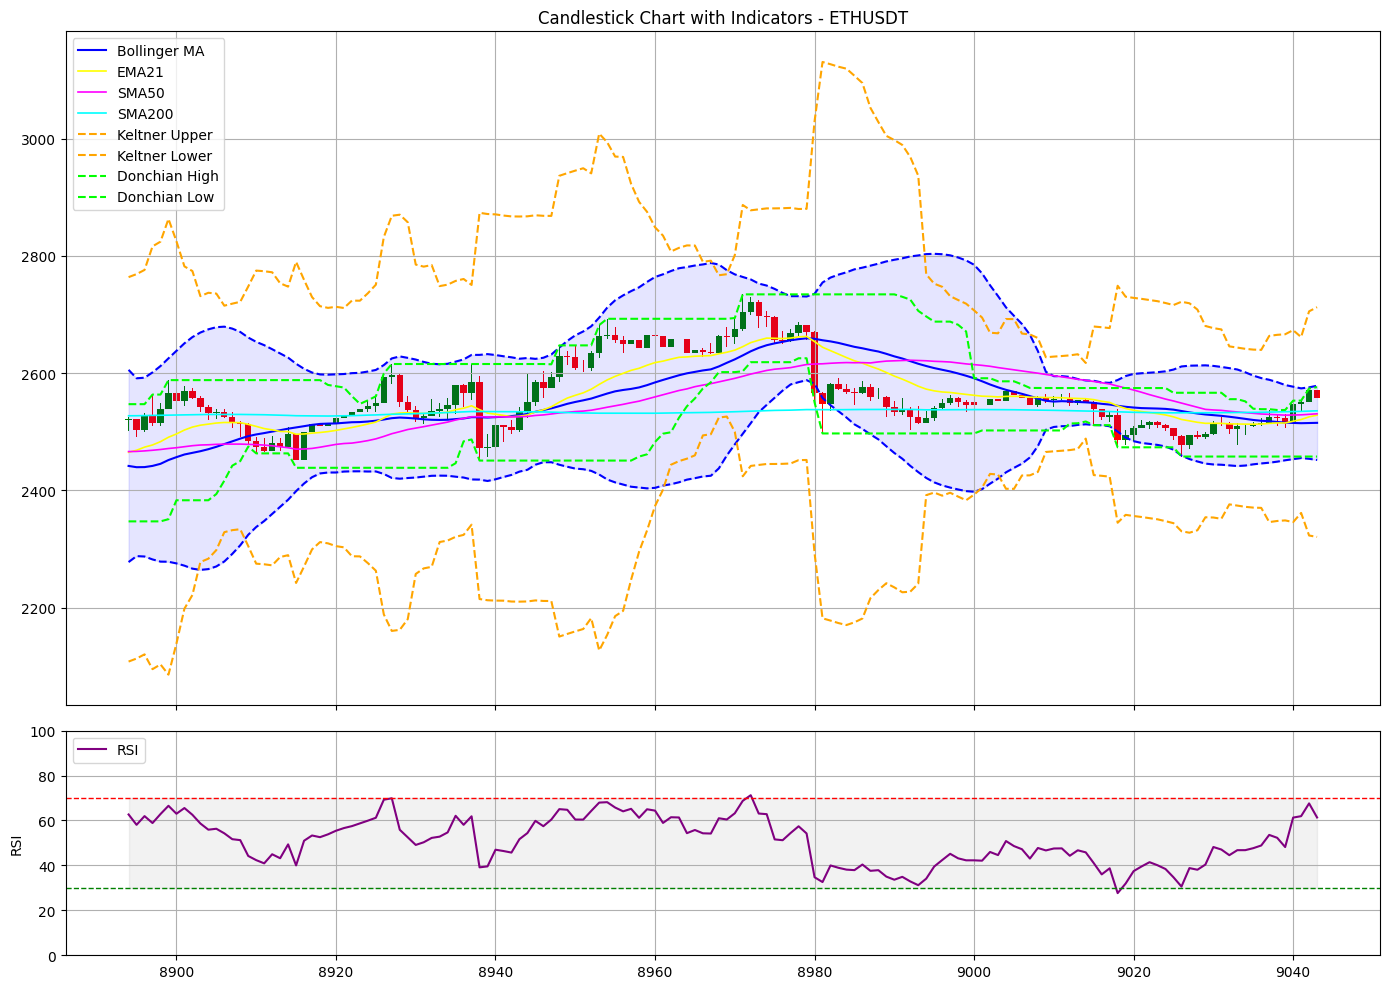 Candlestick Chart with Indicators - ETHUSDT
Bollinger MA
EMA21
SMA50
SMA200
Keltner Upper
Keltner Lower
Donchian High
Donchian Low
3000
2800
2600
2400
2200
RSI
100
80
60
40
20
0
RSI
8900 8920 8940 8960 8980 9000 9020 9040